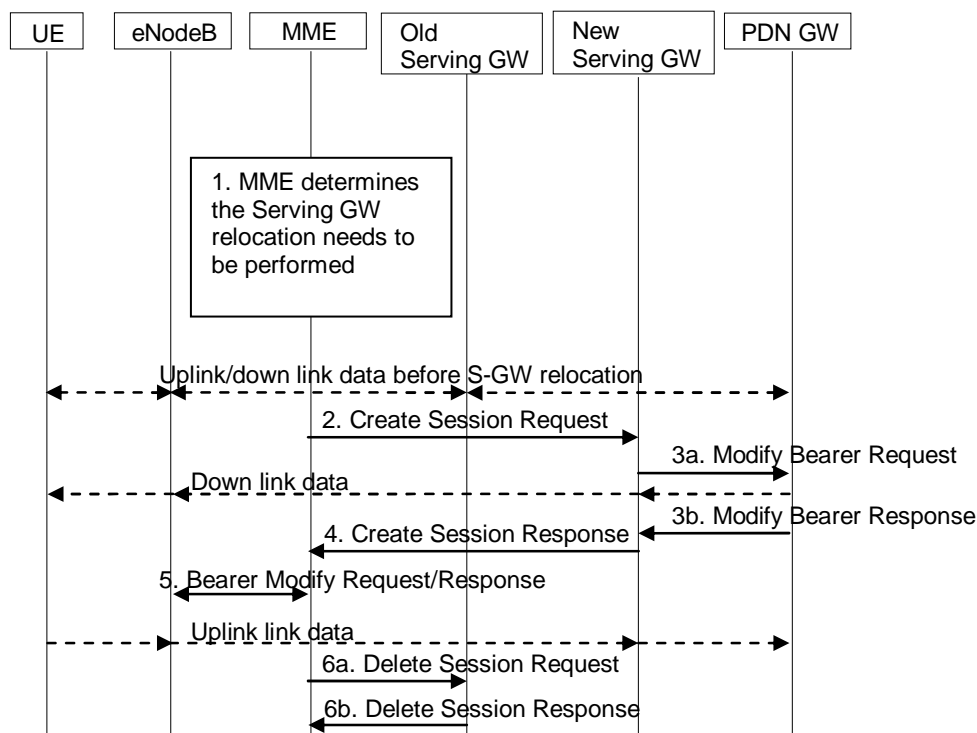 UE
eNodeB
MME
Old
Serving GW
New
Serving GW
PDN GW
1. MME determines
the Serving GW
relocation needs to
be performed
Uplink/down link data before S-GW relocation
2. Create Session Request
3a. Modify Bearer Request
Down link data
3b. Modify Bearer Response
4. Create Session Response
5. Bearer Modify Request/Response
Uplink link data
6a. Delete Session Request
6b. Delete Session Response